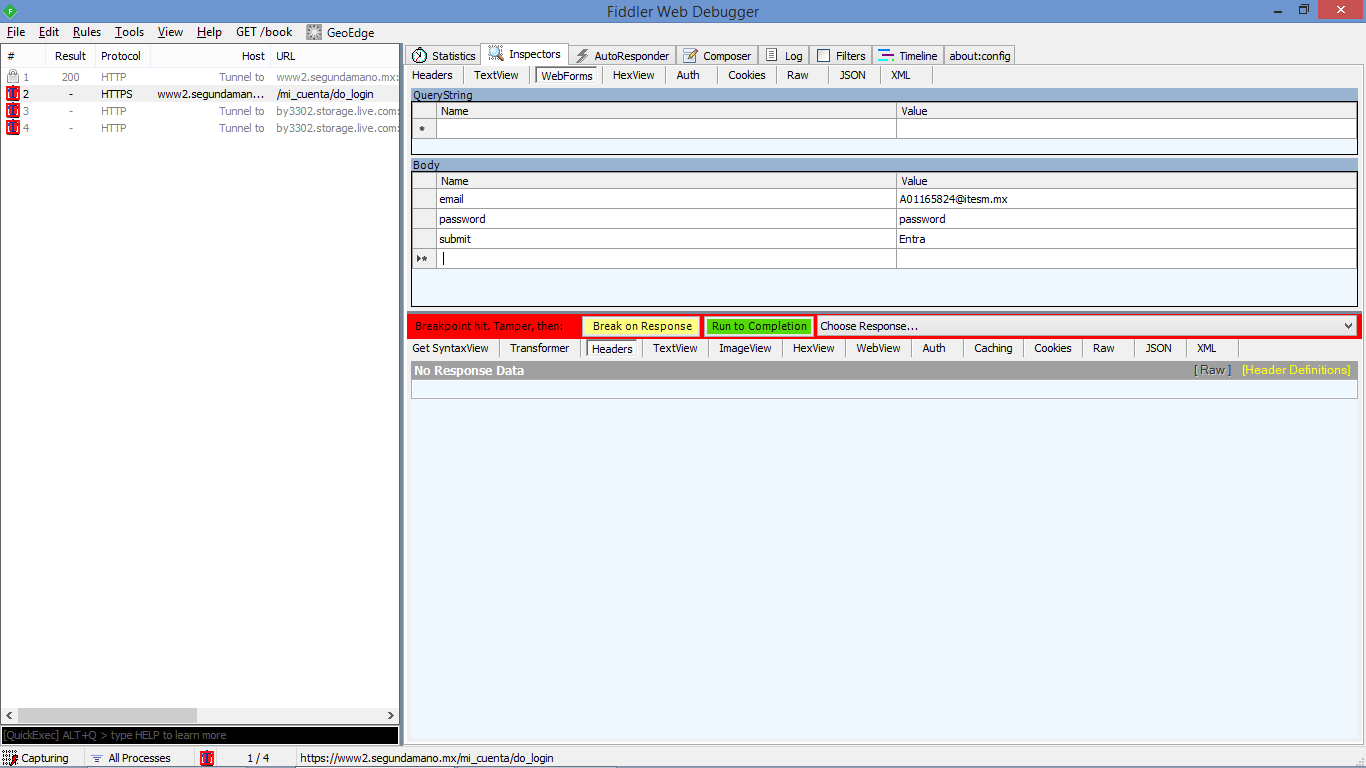 Fiddler Web Debugger
File Edit Rules Tools View Help GET /book GeoEdge
# Result Protocol Host URL
1 200 HTTP Tunnel to www2.segundamano.mx:
2 - HTTPS www2.segundaman... /mi_cuenta/do_login
3 - HTTP Tunnel to by3302.storage.live.com:
4 - HTTP Tunnel to by3302.storage.live.com:
[QuickExec] ALT+Q > type HELP to learn more
Statistics Inspectors AutoResponder Composer Log Filters Timeline about:config
Headers TextView WebForms HexView Auth Cookies Raw JSON XML
QueryString
Name Value
*
Body
Name Value
email A01165824@itesm.mx
password password
submit Entra
*
Breakpoint hit. Tamper, then: Break on Response Run to Completion Choose Response...
Get SyntaxView Transformer Headers TextView ImageView HexView WebView Auth Caching Cookies Raw JSON XML
No Response Data [ Raw ] [Header Definitions]
Capturing All Processes 1 / 4 https://www2.segundamano.mx/mi_cuenta/do_login